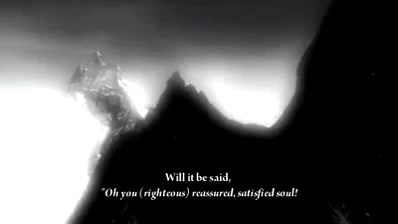 Will it be said,
"Oh you (righteous) reassured, satisfied soul!